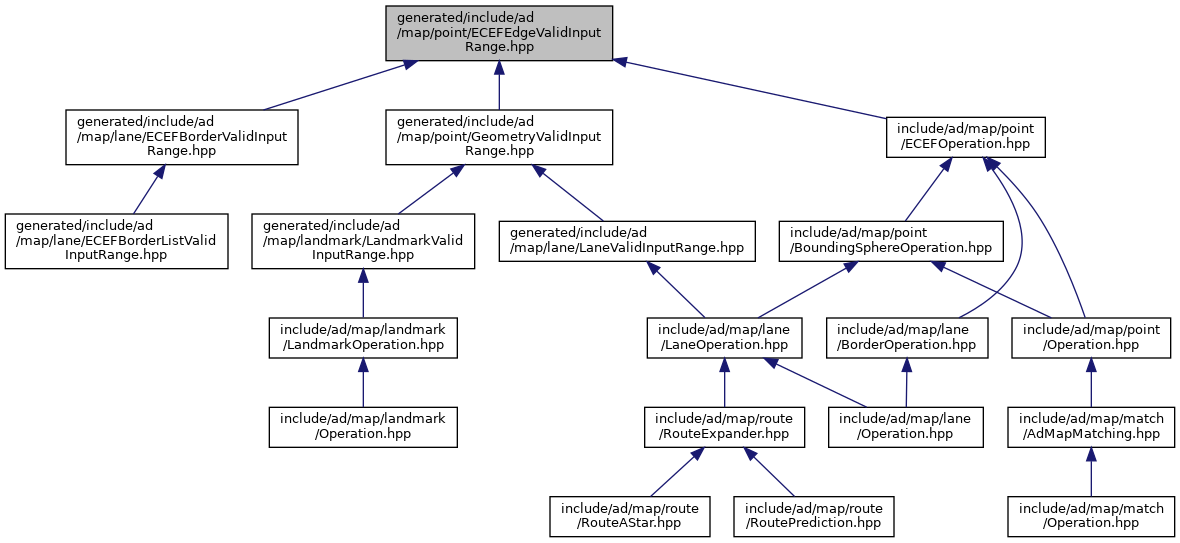 generated/include/ad
/map/point/ECEFEdgeValidInput
Range.hpp
generated/include/ad
/map/lane/ECEFBorderValidInput
Range.hpp
generated/include/ad
/map/point/GeometryValidInput
Range.hpp
include/ad/map/point
/ECEFOperation.hpp
generated/include/ad
/map/lane/ECEFBorderListValid
InputRange.hpp
generated/include/ad
/map/landmark/LandmarkValid
InputRange.hpp
generated/include/ad
/map/lane/LaneValidInputRange.hpp
include/ad/map/point
/BoundingSphereOperation.hpp
include/ad/map/landmark
/LandmarkOperation.hpp
include/ad/map/lane
/LaneOperation.hpp
include/ad/map/lane
/BorderOperation.hpp
include/ad/map/point
/Operation.hpp
include/ad/map/landmark
/Operation.hpp
include/ad/map/route
/RouteExpander.hpp
include/ad/map/lane
/Operation.hpp
include/ad/map/match
/AdMapMatching.hpp
include/ad/map/route
/RouteAStar.hpp
include/ad/map/route
/RoutePrediction.hpp
include/ad/map/match
/Operation.hpp